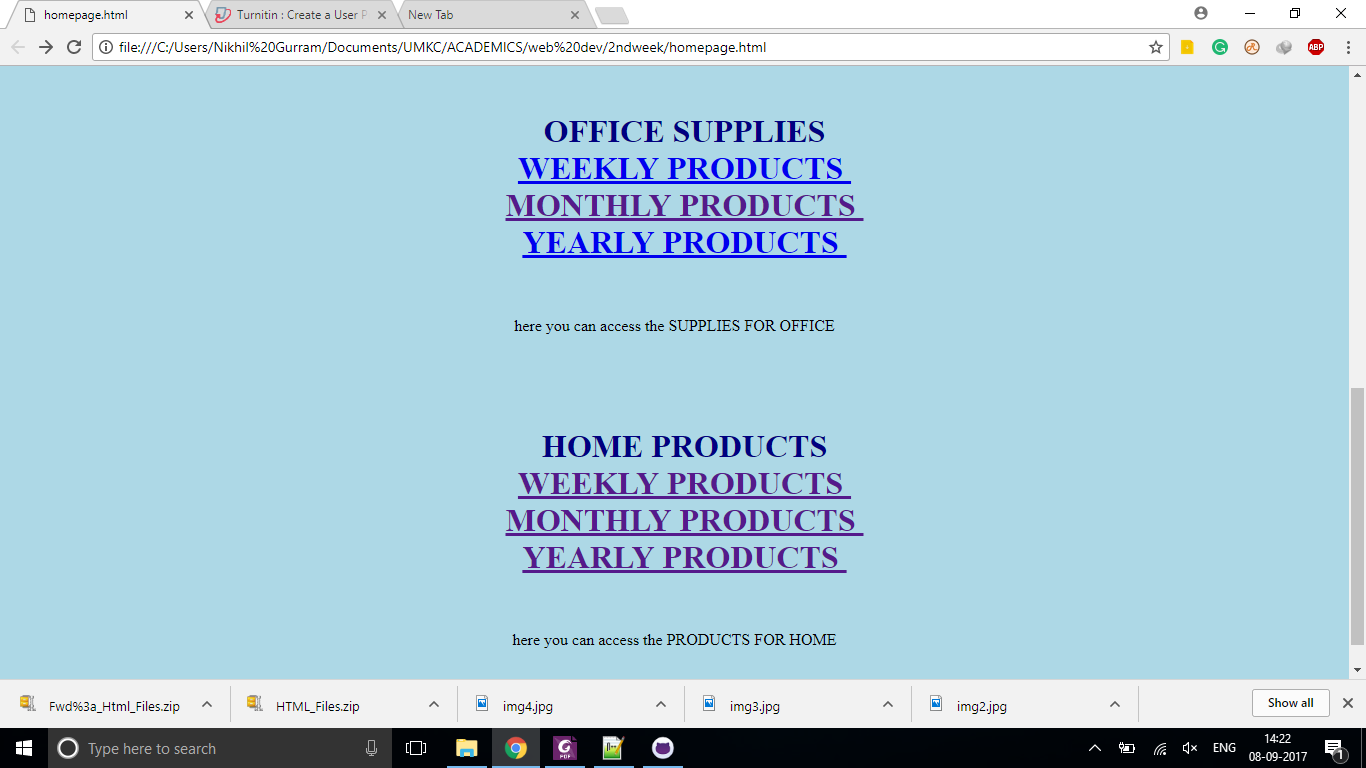 homepage.html
Turnitin : Create a User P
New Tab
file:///C:/Users/Nikhil%20Gurram/Documents/UMKC/ACADEMICS/web%20dev/2ndweek/homepage.html
ABP
OFFICE SUPPLIES
WEEKLY PRODUCTS
MONTHLY PRODUCTS
YEARLY PRODUCTS
here you can access the SUPPLIES FOR OFFICE
HOME PRODUCTS
WEEKLY PRODUCTS
MONTHLY PRODUCTS
YEARLY PRODUCTS
here you can access the PRODUCTS FOR HOME
Fwd%3a_Html_Files.zip
HTML_Files.zip
img4.jpg
img3.jpg
img2.jpg
Show all
Type here to search
PDF
ENG
14:22
08-09-2017
1